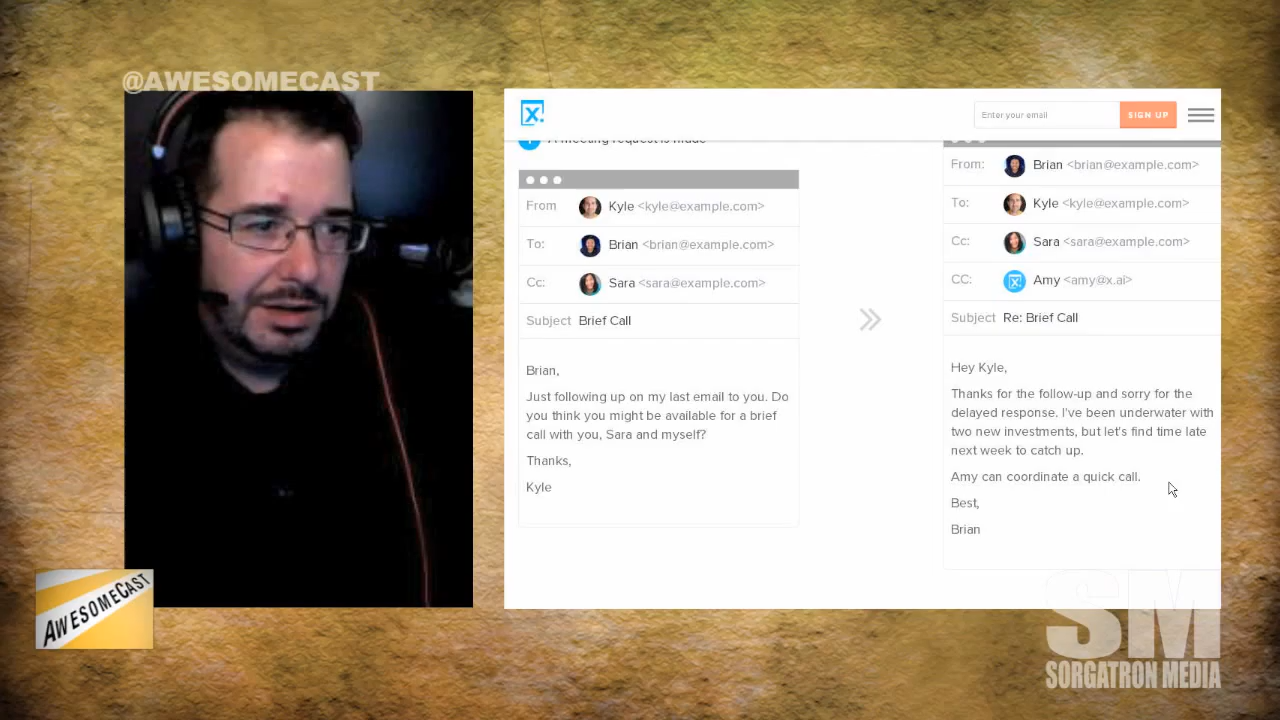 @AWESOMECAST
X.
Enter your email
SIGN UP
A meeting request is made
From
Kyle <kyle@example.com>
To:
Brian <brian@example.com>
Cc:
Sara <sara@example.com>
Subject
Brief Call
Brian,
Just following up on my last email to you. Do
you think you might be available for a brief
call with you, Sara and myself?
Thanks,
Kyle
From:
Brian <brian@example.com>
To:
Kyle <kyle@example.com>
Cc:
Sara <sara@example.com>
CC:
Amy <amy@x.ai>
Subject
Re: Brief Call
Hey Kyle,
Thanks for the follow-up and sorry for the
delayed response. I've been underwater with
two new investments, but let's find time late
next week to catch up.
Amy can coordinate a quick call.
Best,
Brian
AWESOMECAST
SM
SORGATRON MEDIA